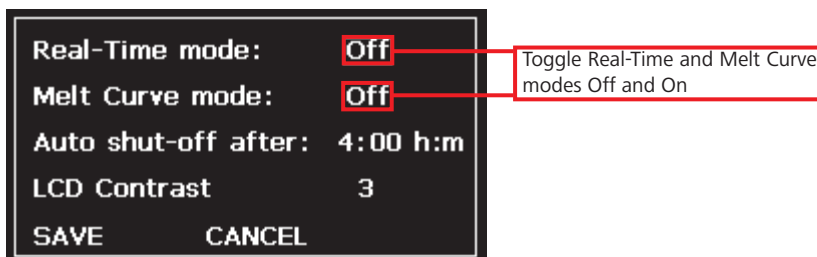 Real-Time mode: Off
Melt Curve mode: Off
Auto shut-off after: 4:00 h:m
LCD Contrast 3
SAVE CANCEL
Toggle Real-Time and Melt Curve
modes Off and On